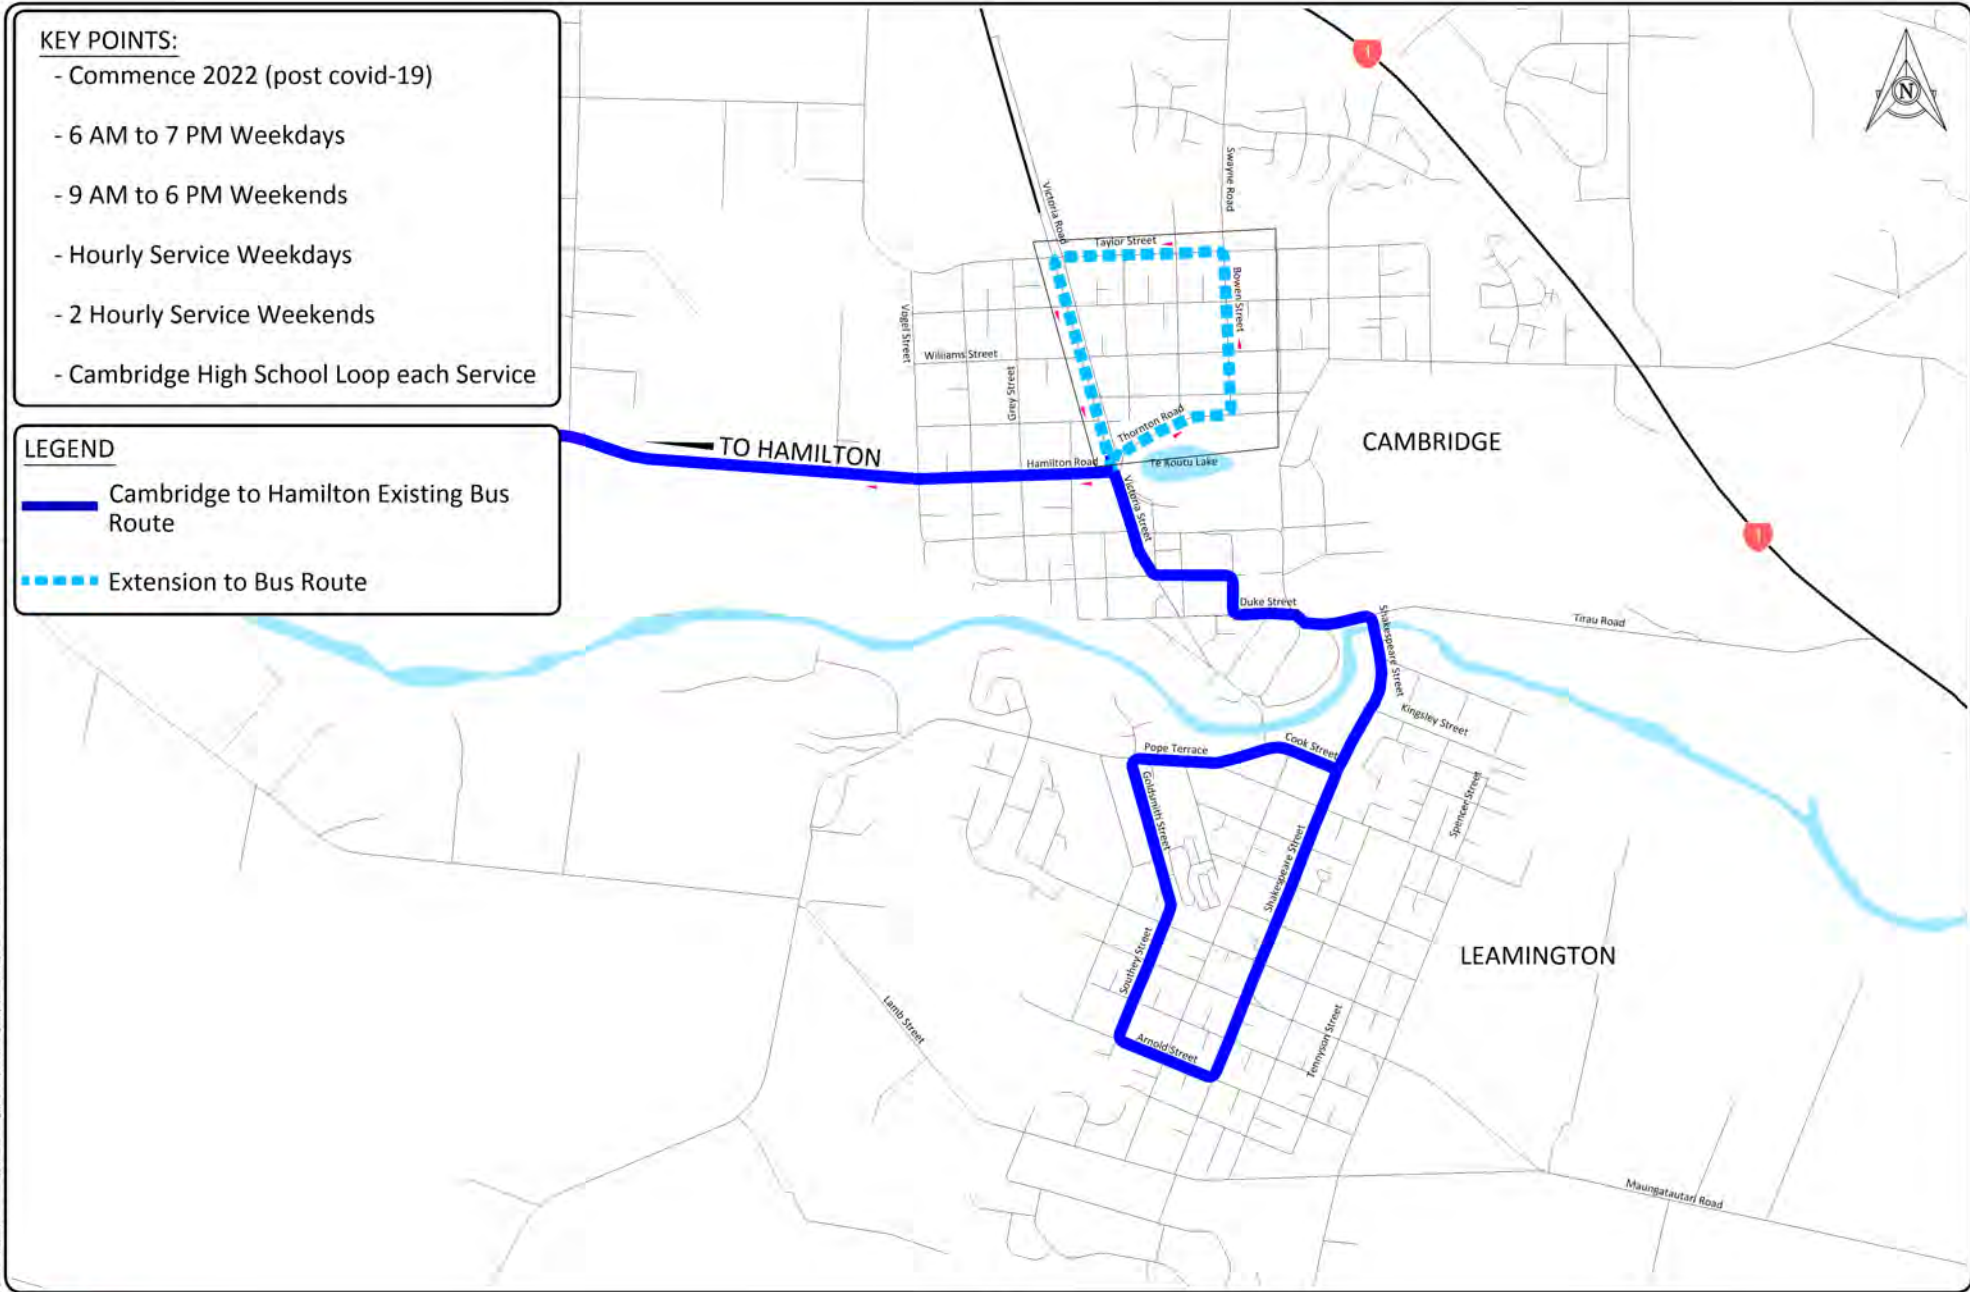 KEY POINTS:
- Commence 2022 (post covid-19)
- 6 AM to 7 PM Weekdays
- 9 AM to 6 PM Weekends
- Hourly Service Weekdays
- 2 Hourly Service Weekends
- Cambridge High School Loop each Service
LEGEND
Cambridge to Hamilton Existing Bus
Route
Extension to Bus Route
1
N
Swayne Road
Victoria Road
Taylor Street
Bowen Street
Vogel Street
Williams Street
Grey Street
Thornton Road
TO HAMILTON
Hamilton Road
Te Koutu Lake
CAMBRIDGE
Victoria Street
1
Duke Street
Shakespeare Street
Tirau Road
Kingsley Street
Pope Terrace
Cook Street
Goldsmith Street
Spencer Street
Shakespeare Street
Southey Street
LEAMINGTON
Lamb Street
Arnold Street
Tennyson Street
Maungatautari Road